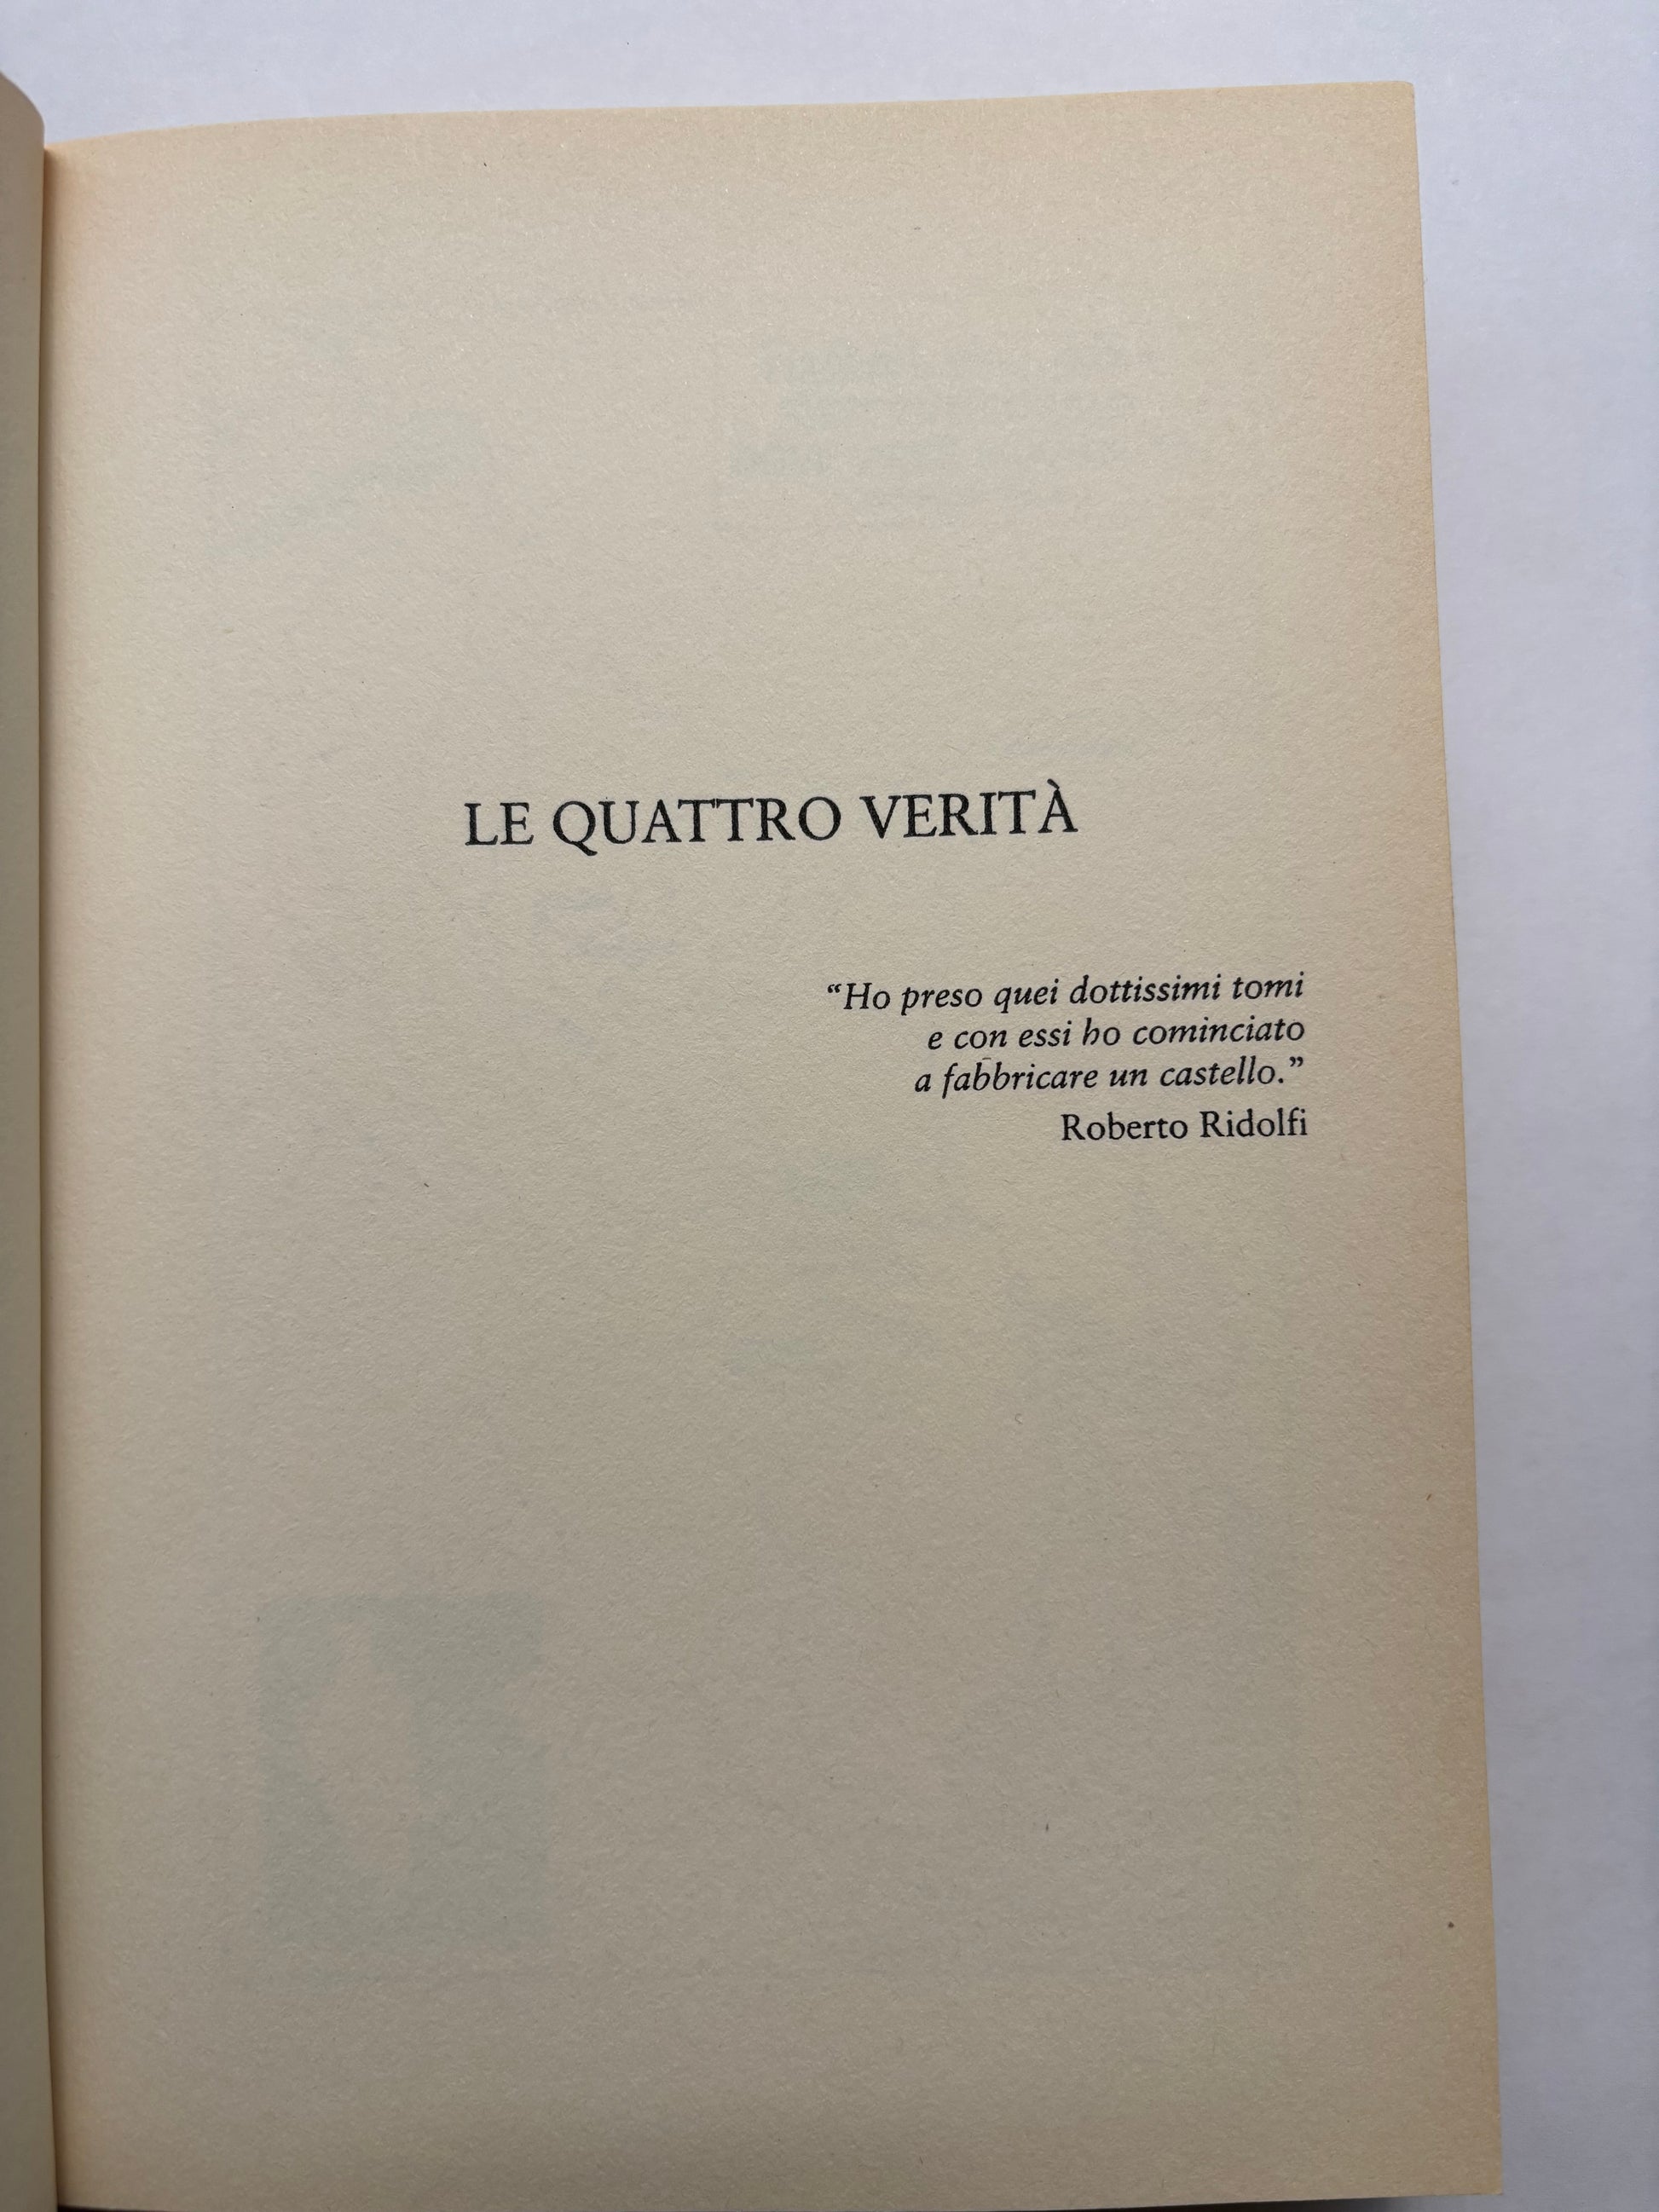 LE QUATTRO VERITÀ
“Ho preso quei dottissimi tomi
e con essi ho cominciato
a fabbricare un castello.”
Roberto Ridolfi